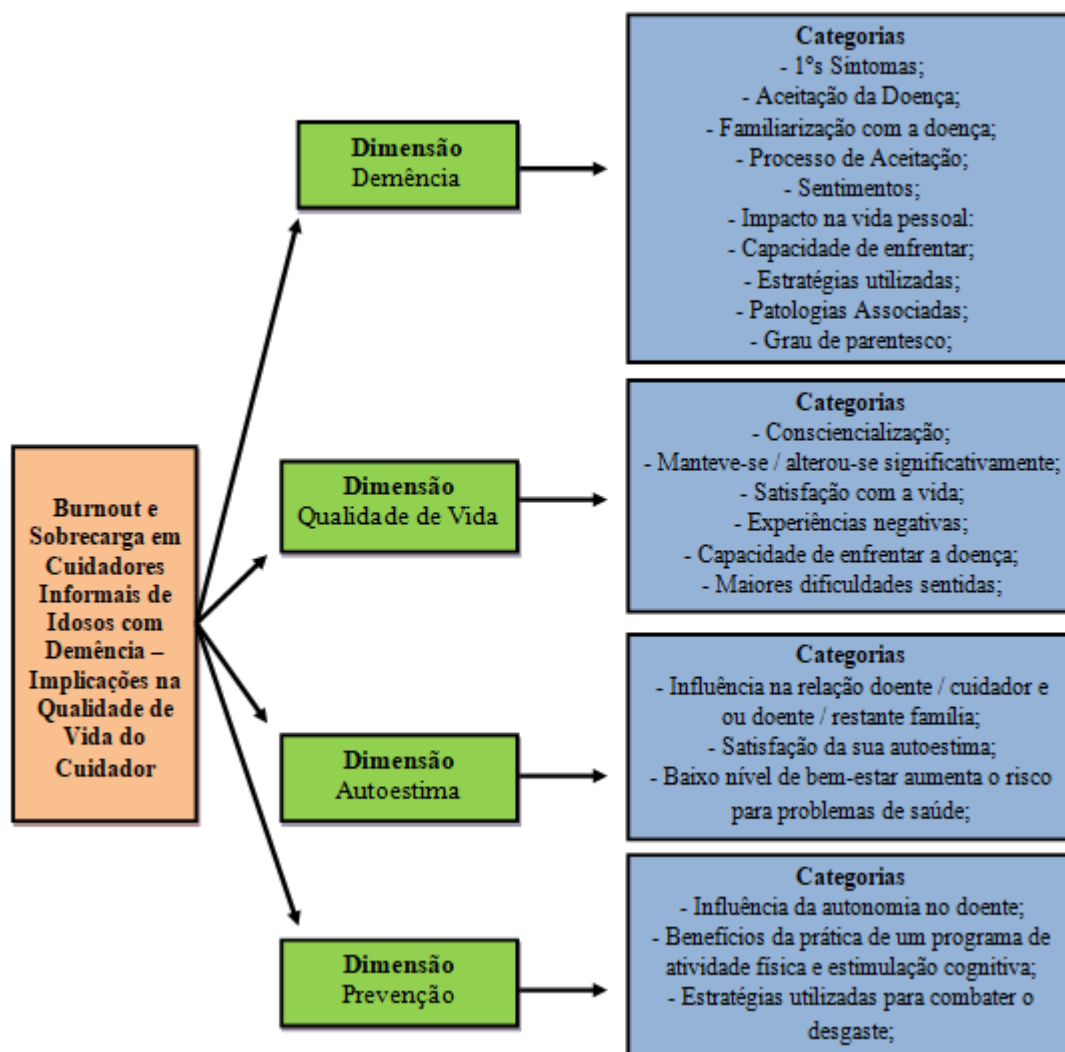 Burnout e
Sobrecarga em
Cuidadores
Informais de
Idosos com
Demência –
Implicações na
Qualidade de
Vida do
Cuidador
Dimensão
Demência
Categorias
- 1ºs Sintomas;
- Aceitação da Doença;
- Familiarização com a doença;
- Processo de Aceitação;
- Sentimentos;
- Impacto na vida pessoal:
- Capacidade de enfrentar;
- Estratégias utilizadas;
- Patologias Associadas;
- Grau de parentesco;
Dimensão
Qualidade de Vida
Categorias
- Consciencialização;
- Manteve-se / alterou-se significativamente;
- Satisfação com a vida;
- Experiências negativas;
- Capacidade de enfrentar a doença;
- Maiores dificuldades sentidas;
Dimensão
Autoestima
Categorias
- Influência na relação doente / cuidador e
ou doente / restante família;
- Satisfação da sua autoestima;
- Baixo nível de bem-estar aumenta o risco
para problemas de saúde;
Dimensão
Prevenção
Categorias
- Influência da autonomia no doente;
- Benefícios da prática de um programa de
atividade física e estimulação cognitiva;
- Estratégias utilizadas para combater o
desgaste;